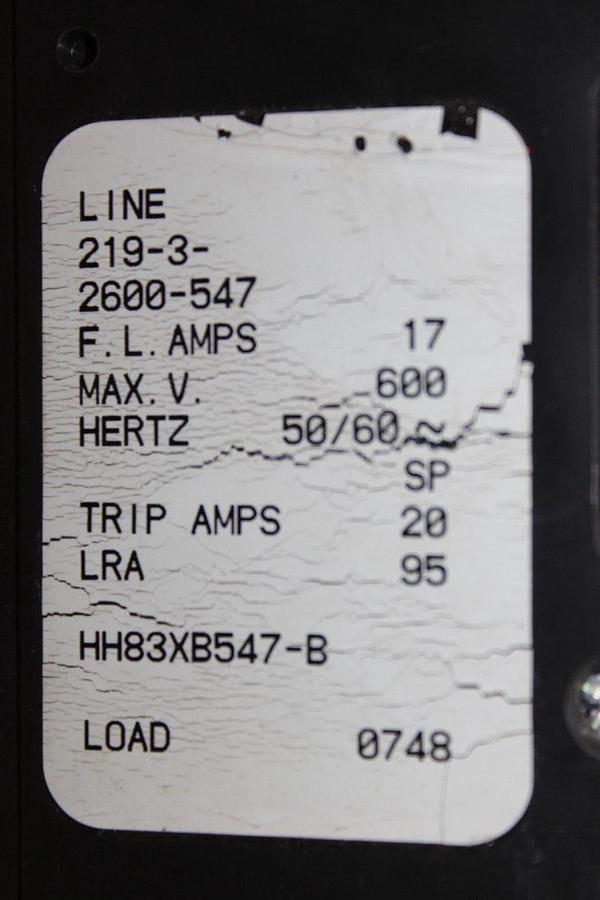 LINE
219-3-
2600-547
F.L.AMPS 17
MAX.V. 600
HERTZ 50/60~
SP
TRIP AMPS 20
LRA 95
HH83XB547-B
LOAD 0748